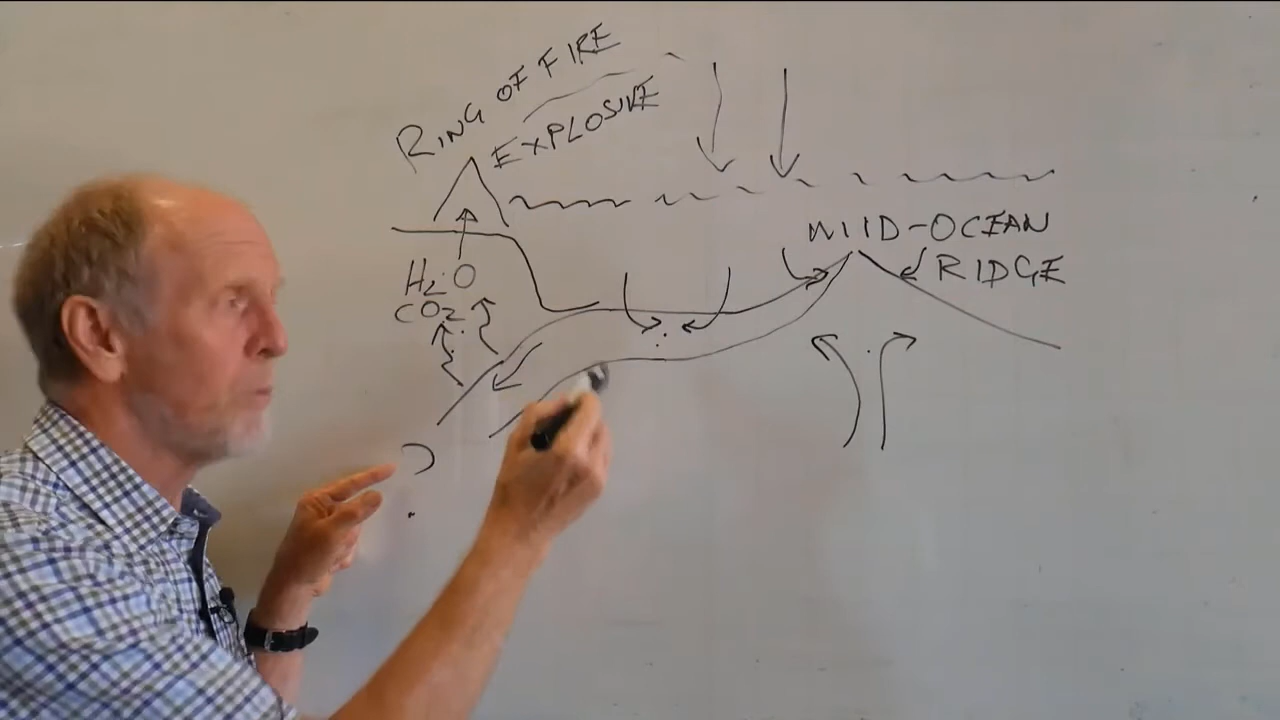 RING OF FIRE
EXPLOSIVE
MID-OCEAN
RIDGE
H2O
CO2